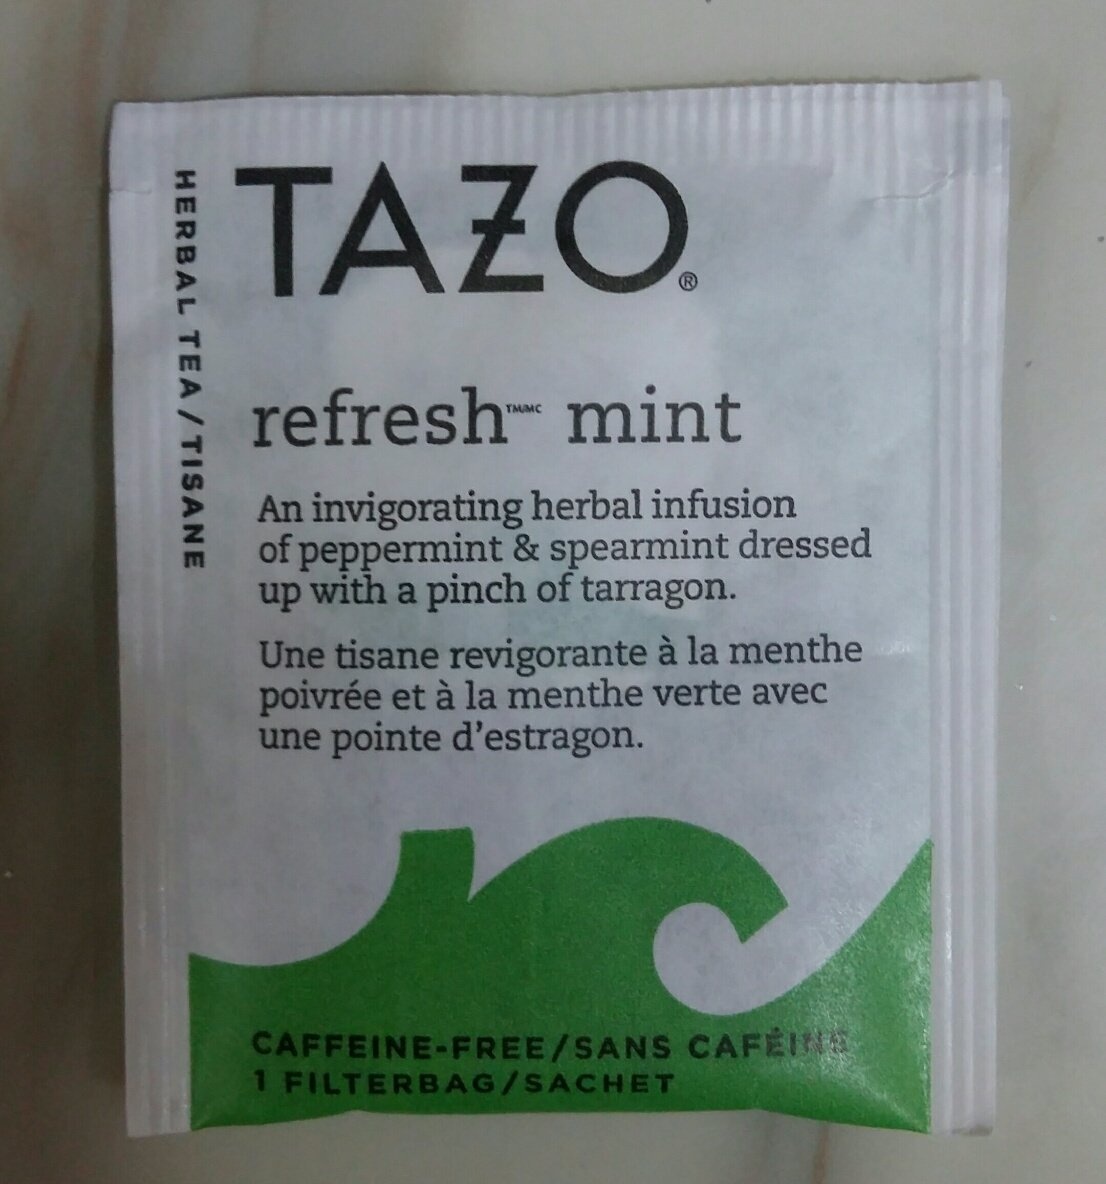 HERBAL TEA/TISANE
TAZO®
refresh™/MC mint
An invigorating herbal infusion
of peppermint & spearmint dressed
up with a pinch of tarragon.
Une tisane revigorante à la menthe
poivrée et à la menthe verte avec
une pointe d'estragon.
CAFFEINE-FREE/SANS CAFÉINE
1 FILTERBAG/SACHET